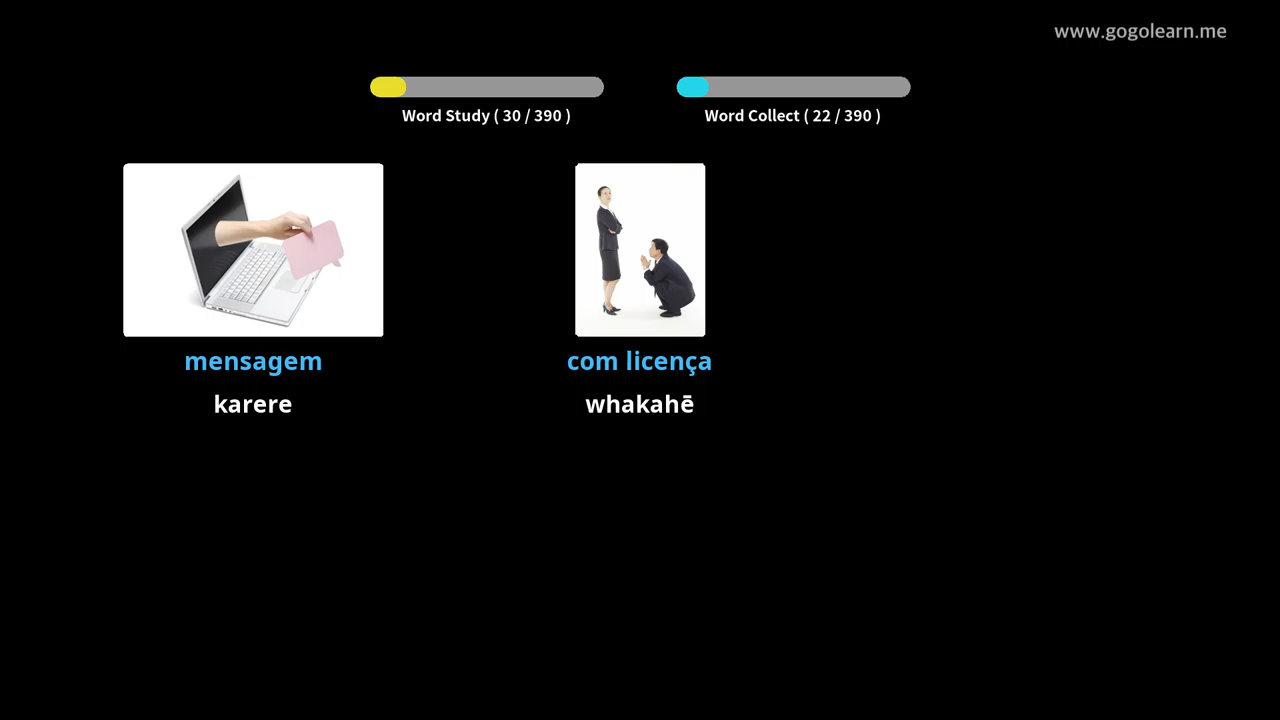 www.gogolearn.me
Word Study ( 30 / 390 )
Word Collect ( 22 / 390 )
mensagem
karere
com licença
whakahē